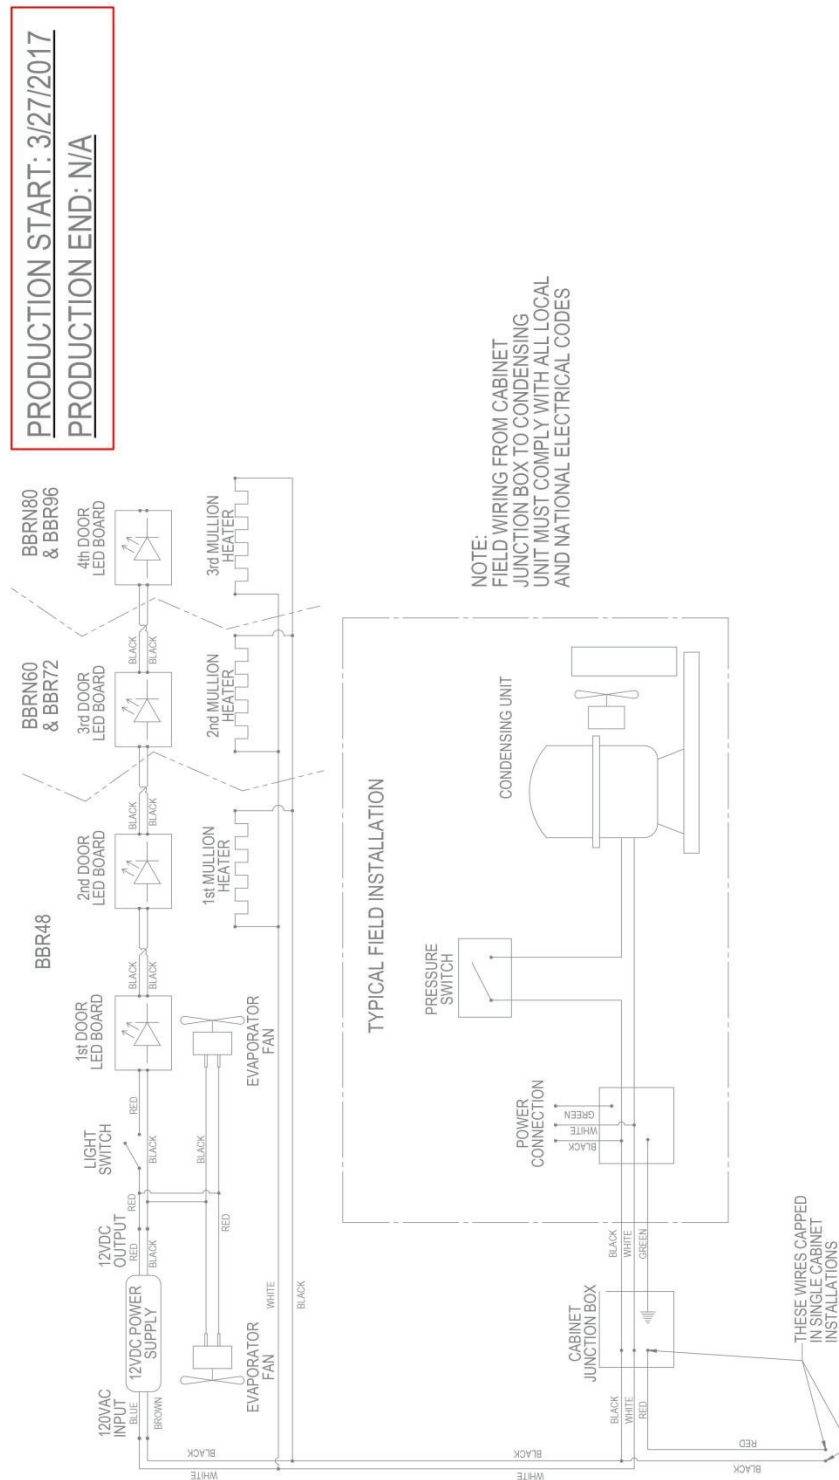 PRODUCTION START: 3/27/2017
PRODUCTION END: N/A
BBR48
BBRN60
& BBR72
BBRN80
& BBR96
120VAC
INPUT
BLUE
BROWN
12VDC POWER
SUPPLY
12VDC
OUTPUT
RED
BLACK
LIGHT
SWITCH
RED
BLACK
RED
1st DOOR
LED BOARD
BLACK
BLACK
2nd DOOR
LED BOARD
BLACK
BLACK
3rd DOOR
LED BOARD
BLACK
BLACK
4th DOOR
LED BOARD
BLACK
RED
EVAPORATOR
FAN
EVAPORATOR
FAN
1st MULLION
HEATER
2nd MULLION
HEATER
3rd MULLION
HEATER
WHITE
BLACK
WHITE
BLACK
TYPICAL FIELD INSTALLATION
NOTE:
FIELD WIRING FROM CABINET
JUNCTION BOX TO CONDENSING
UNIT MUST COMPLY WITH ALL LOCAL
AND NATIONAL ELECTRICAL CODES
PRESSURE
SWITCH
CONDENSING UNIT
POWER
CONNECTION
BLACK
WHITE
GREEN
CABINET
JUNCTION BOX
BLACK
WHITE
RED
BLACK
WHITE
GREEN
WHITE
BLACK
RED
BLACK
THESE WIRES CAPPED
IN SINGLE CABINET
INSTALLATIONS